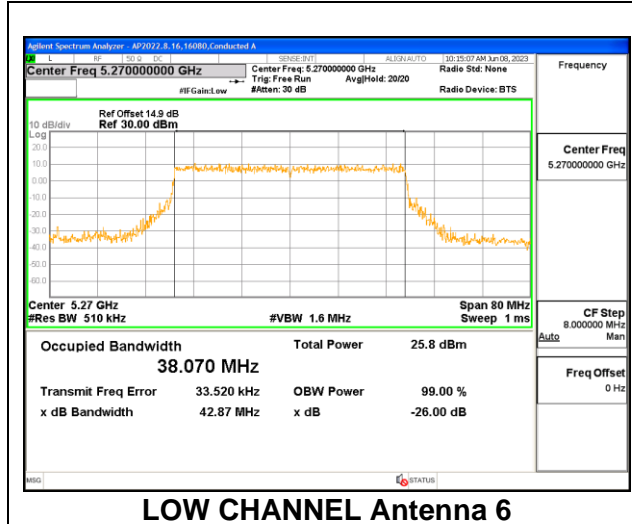 Agilent Spectrum Analyzer - AP2022.8.16,16080,Conducted A
L RF 50 Ω DC SENSE:INT ALIGN AUTO 10:15:07 AM Jun 08, 2023
Center Freq 5.270000000 GHz Center Freq: 5.270000000 GHz Radio Std: None Frequency
Trig: Free Run Avg|Hold: 20/20
#IFGain:Low #Atten: 30 dB Radio Device: BTS
Ref Offset 14.9 dB
10 dB/div Ref 30.00 dBm
Log
20.0
10.0
0.00
-10.0
-20.0
-30.0
-40.0
-50.0
-60.0
Center Freq
5.270000000 GHz
Center 5.27 GHz Span 80 MHz
#Res BW 510 kHz #VBW 1.6 MHz Sweep 1 ms
CF Step
8.000000 MHz
Auto Man
Occupied Bandwidth Total Power 25.8 dBm
38.070 MHz
Freq Offset
0 Hz
Transmit Freq Error 33.520 kHz OBW Power 99.00 %
x dB Bandwidth 42.87 MHz x dB -26.00 dB
MSG STATUS
LOW CHANNEL Antenna 6